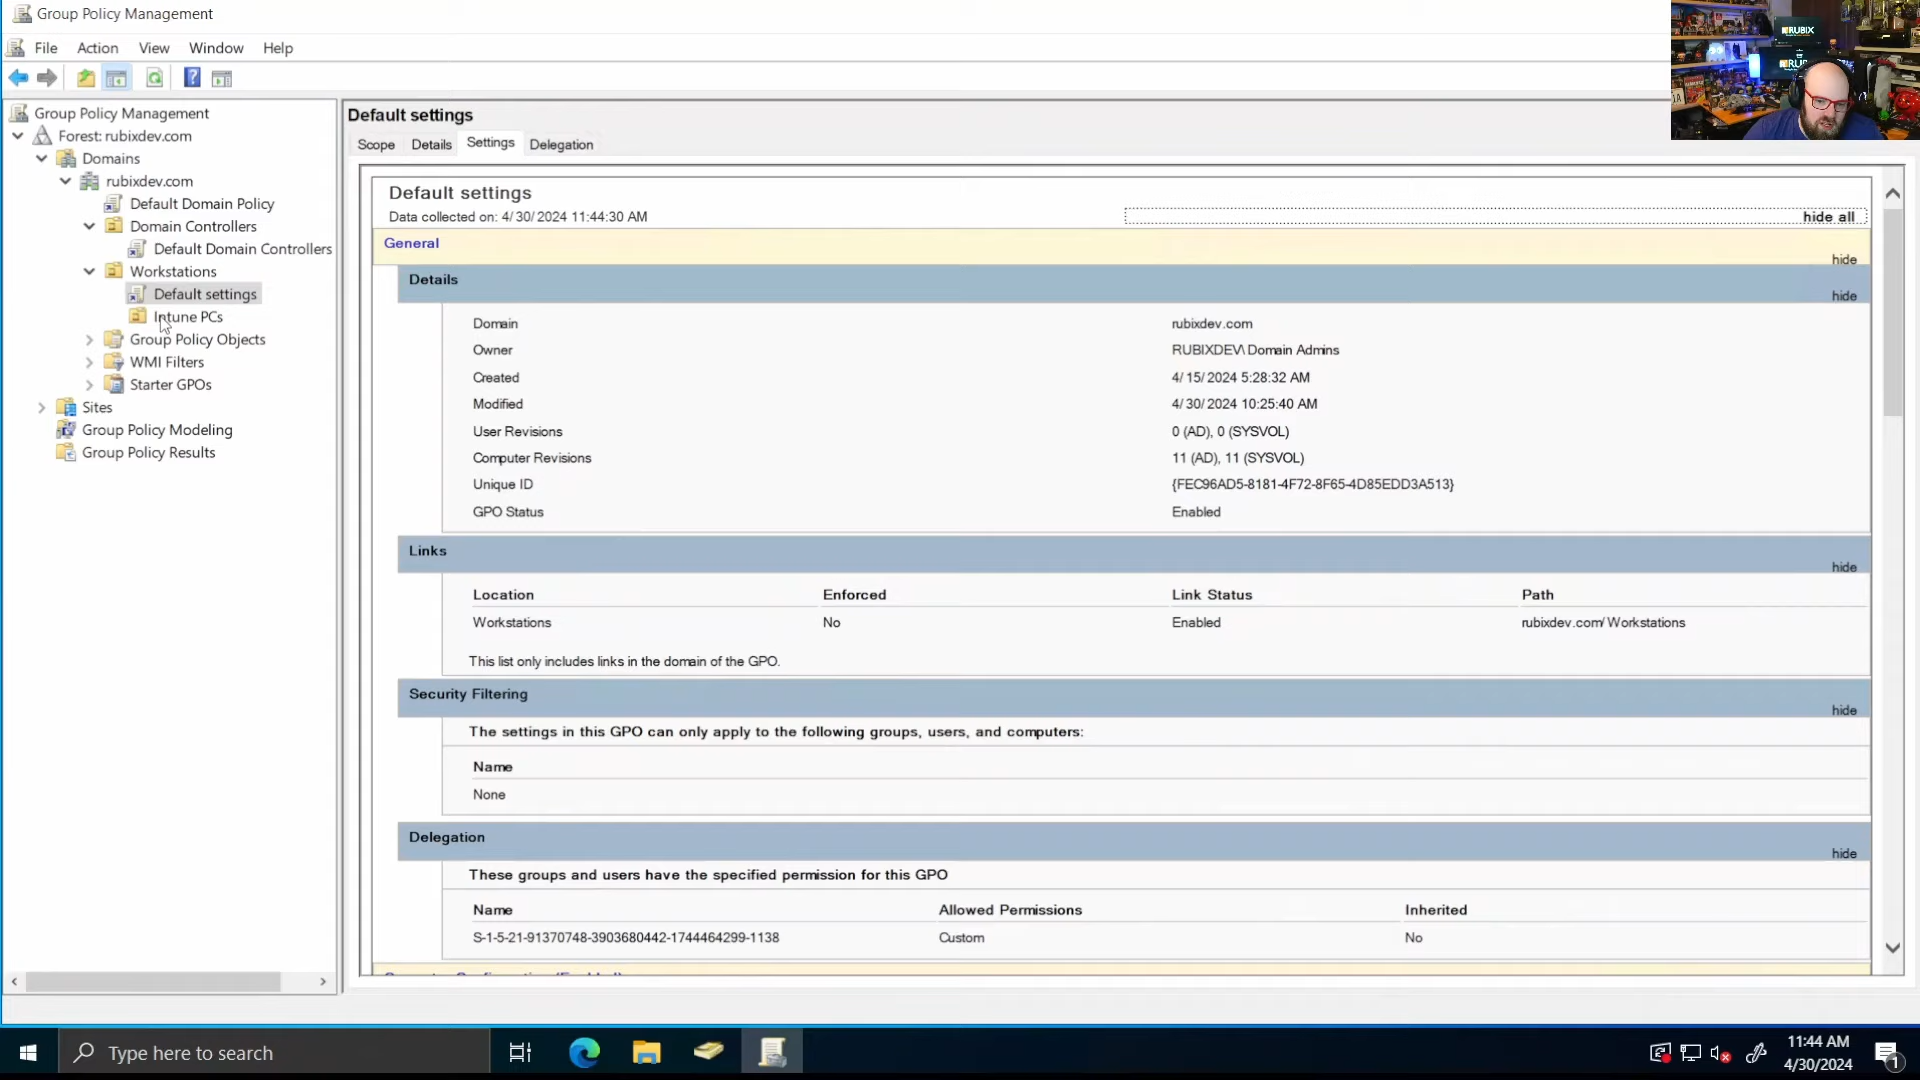 Group Policy Management
File Action View Window Help
Group Policy Management
Forest: rubixdev.com
Domains
rubixdev.com
Default Domain Policy
Domain Controllers
Default Domain Controllers
Workstations
Default settings
Intune PCs
Group Policy Objects
WMI Filters
Starter GPOs
Sites
Group Policy Modeling
Group Policy Results
Default settings
Scope Details Settings Delegation
Default settings
Data collected on: 4/30/2024 11:44:30 AM
hide all
General
hide
Details
hide
Domain rubixdev.com
Owner RUBIXDEV\Domain Admins
Created 4/15/2024 5:28:32 AM
Modified 4/30/2024 10:25:40 AM
User Revisions 0 (AD), 0 (SYSVOL)
Computer Revisions 11 (AD), 11 (SYSVOL)
Unique ID {FEC96AD5-8181-4F72-8F65-4D85EDD3A513}
GPO Status Enabled
Links
hide
Location Enforced Link Status Path
Workstations No Enabled rubixdev.com/Workstations
This list only includes links in the domain of the GPO.
Security Filtering
hide
The settings in this GPO can only apply to the following groups, users, and computers:
Name
None
Delegation
hide
These groups and users have the specified permission for this GPO
Name Allowed Permissions Inherited
S-1-5-21-91370748-3903680442-1744464299-1138 Custom No
RUBIX
Type here to search
11:44 AM
4/30/2024
1